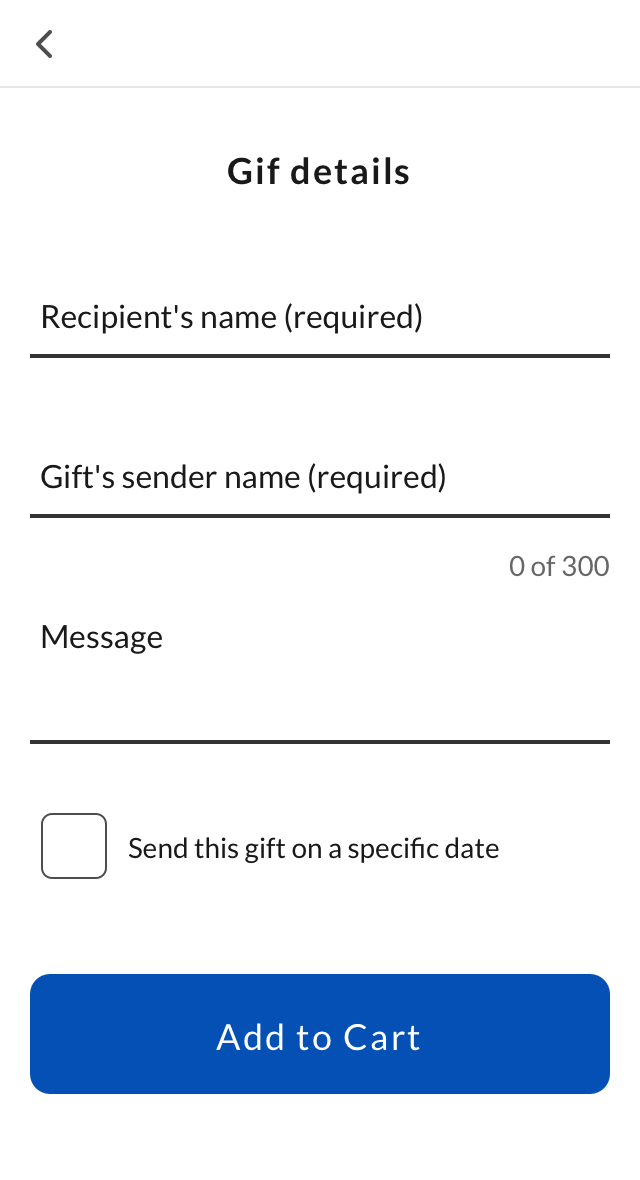 Gif details
Recipient's name (required)
Gift's sender name (required)
0 of 300
Message
Send this gift on a specific date
Add to Cart